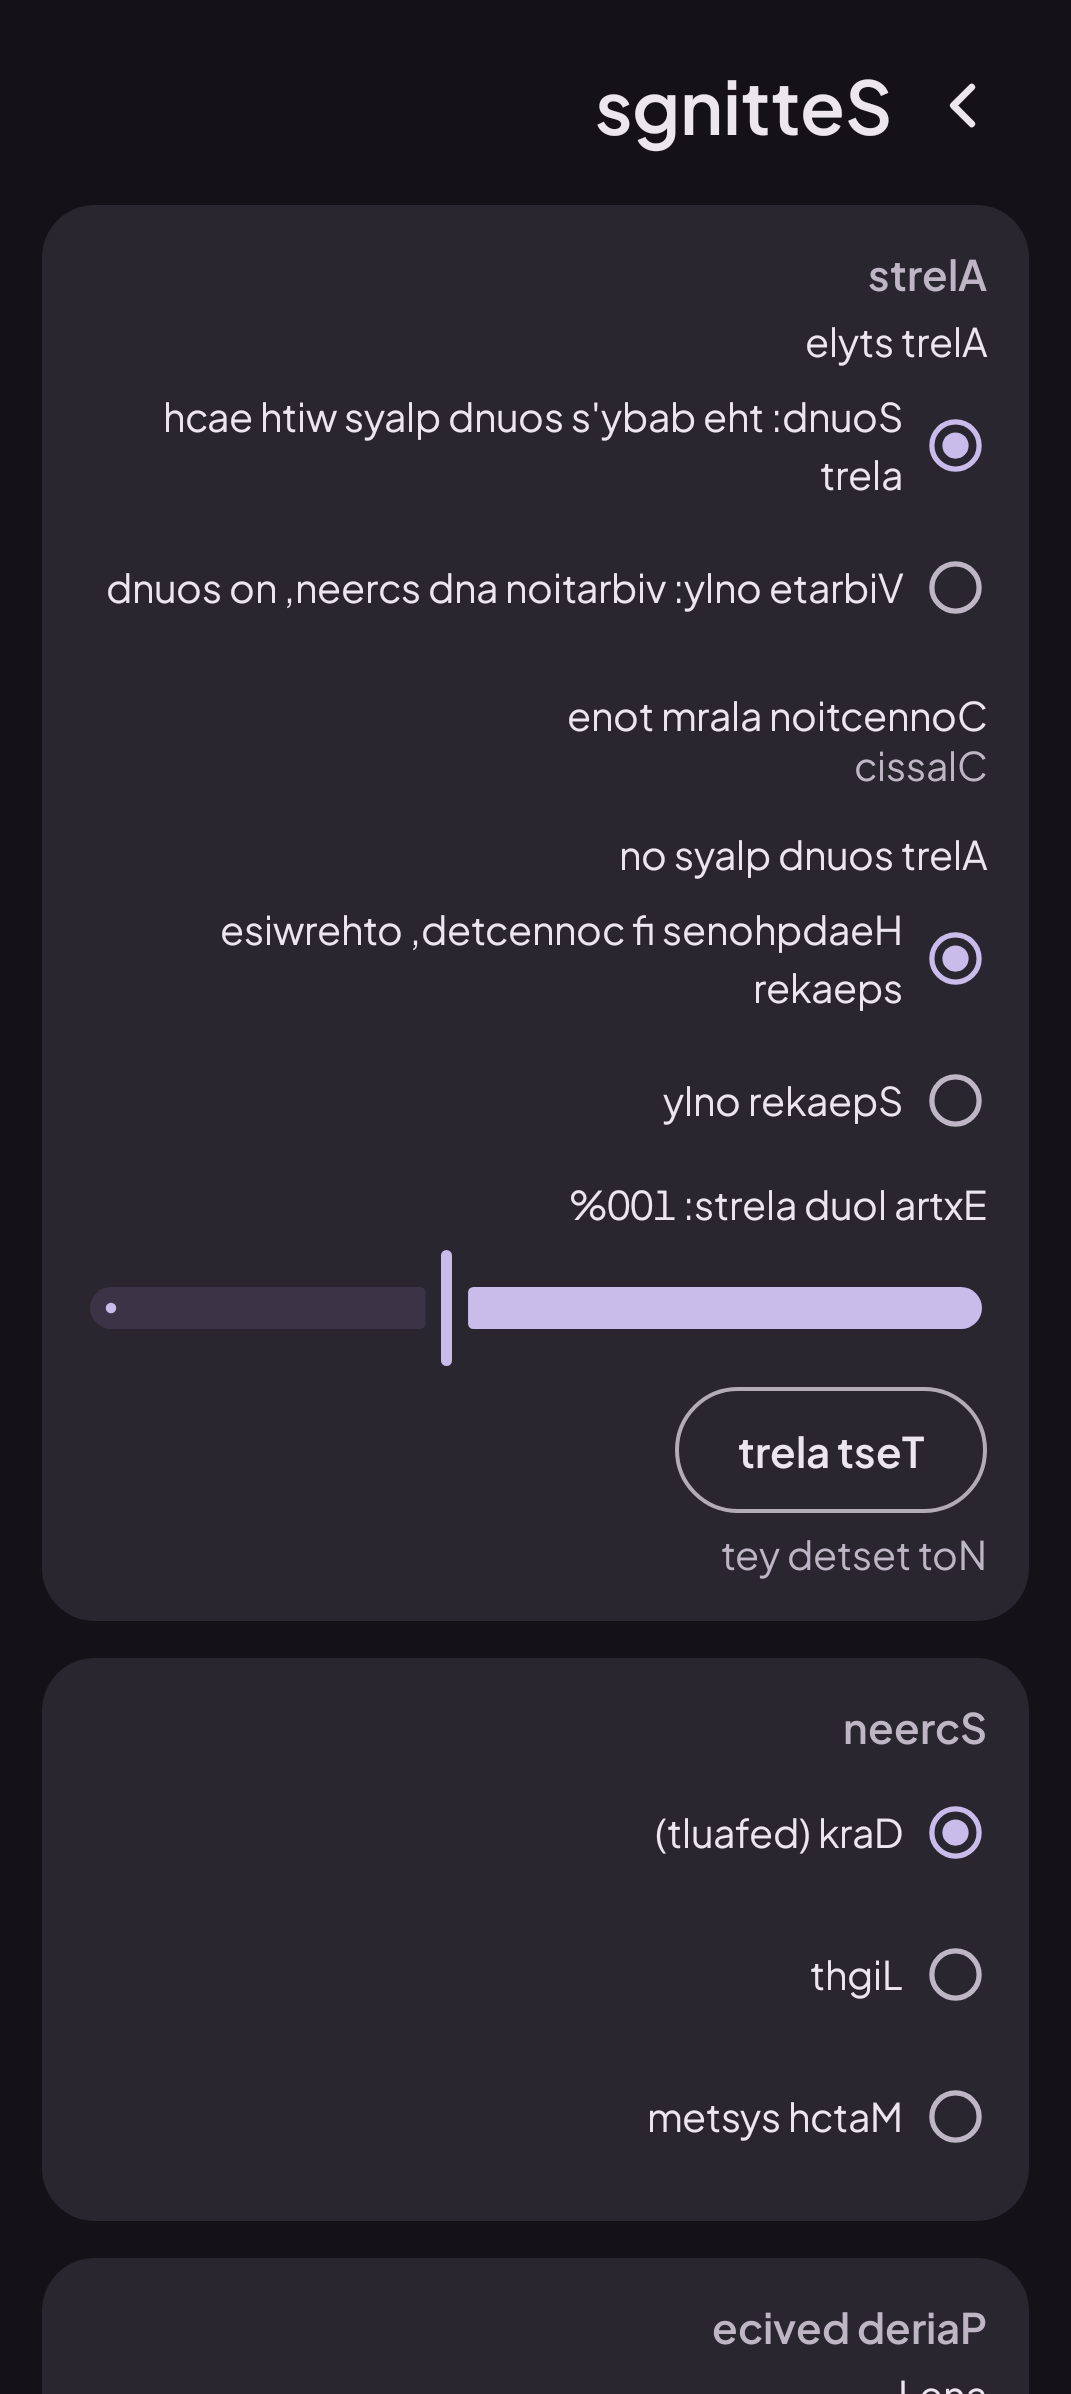 sgnitteS
strelA
elyts trelA
hcae htiw syalp dnuos s'ybab eht :dnuoS
trela
dnuos on ,neercs dna noitarbiv :ylno etarbiV
enot mrala noitcennoC
cissalC
no syalp dnuos trelA
esiwrehto ,detcennoc fi senohpdaeH
rekaeps
ylno rekaepS
%001 :strela duol artxE
trela tseT
tey detset toN
neercS
(tluafed) kraD
thgiL
metsys hctaM
ecived deriaP